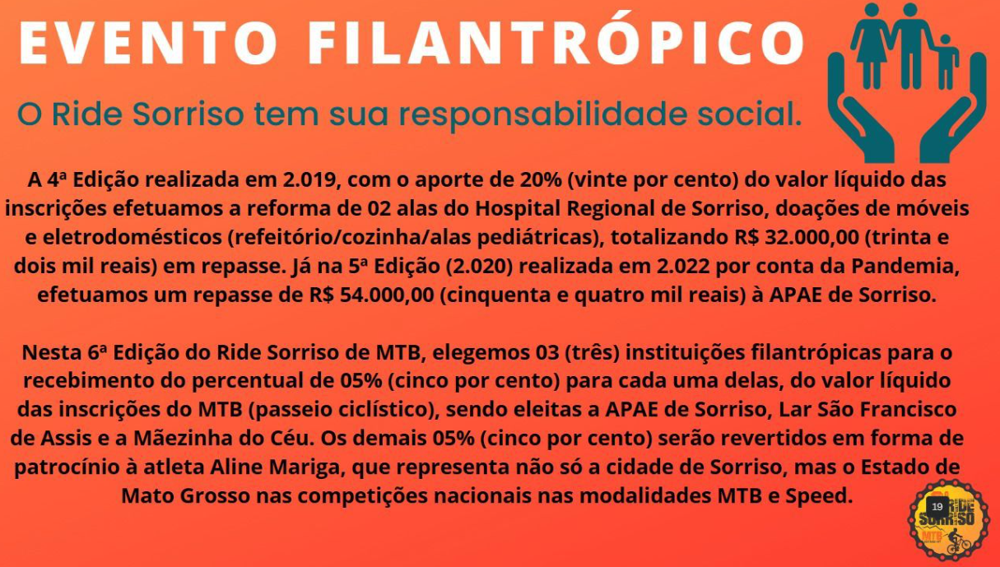 EVENTO FILANTRÓPICO
O Ride Sorriso tem sua responsabilidade social.
A 4ª Edição realizada em 2.019, com o aporte de 20% (vinte por cento) do valor líquido das
inscrições efetuamos a reforma de 02 alas do Hospital Regional de Sorriso, doações de móveis
e eletrodomésticos (refeitório/cozinha/alas pediátricas), totalizando R$ 32.000,00 (trinta e
dois mil reais) em repasse. Já na 5ª Edição (2.020) realizada em 2.022 por conta da Pandemia,
efetuamos um repasse de R$ 54.000,00 (cinquenta e quatro mil reais) à APAE de Sorriso.
Nesta 6ª Edição do Ride Sorriso de MTB, elegemos 03 (três) instituições filantrópicas para o
recebimento do percentual de 05% (cinco por cento) para cada uma delas, do valor líquido
das inscrições do MTB (passeio ciclístico), sendo eleitas a APAE de Sorriso, Lar São Francisco
de Assis e a Mãezinha do Céu. Os demais 05% (cinco por cento) serão revertidos em forma de
patrocínio à atleta Aline Mariga, que representa não só a cidade de Sorriso, mas o Estado de
Mato Grosso nas competições nacionais nas modalidades MTB e Speed.
19
SORRISO
MTB